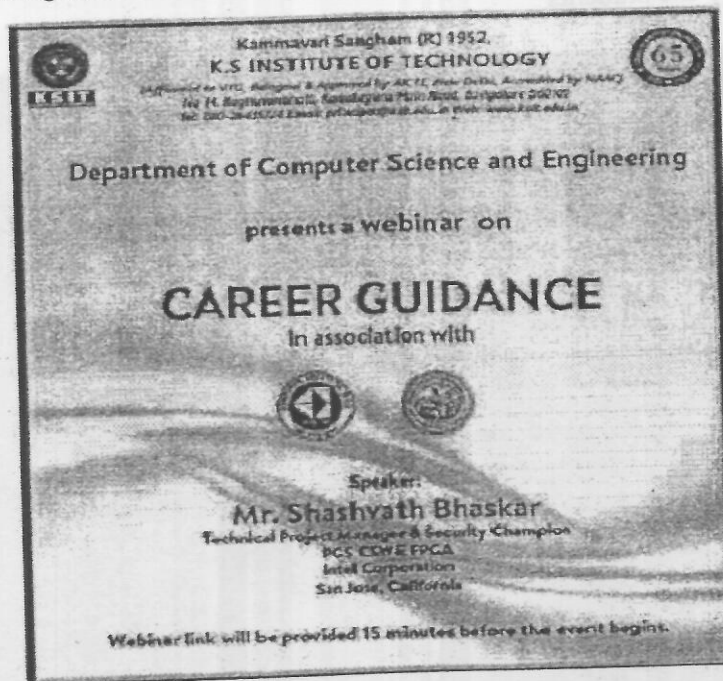 Kammavari Sangham (R) 1952,
K.S INSTITUTE OF TECHNOLOGY
KSIT
65
Department of Computer Science and Engineering
presents a webinar on
CAREER GUIDANCE
in association with
Speaker:
Mr. Shashvath Bhaskar
Technical Project Manager & Security Champion
Intel Corporation
San Jose, California
Webinar link will be provided 15 minutes before the event begins.